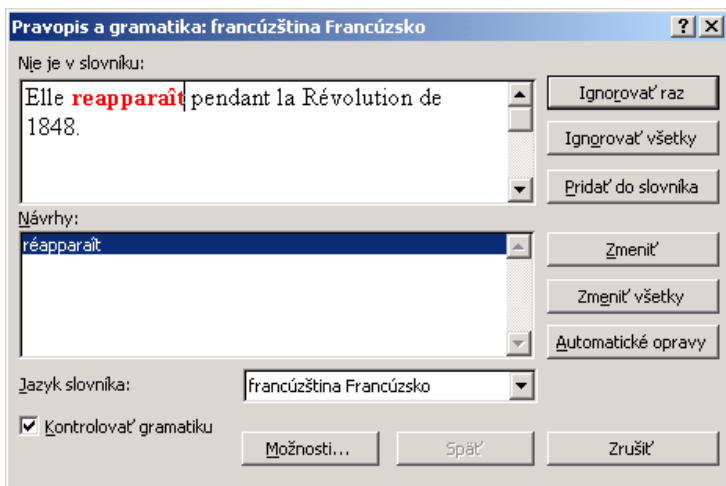 Pravopis a gramatika: francúzština Francúzsko
Nie je v slovníku:
Elle reapparaît pendant la Révolution de
1848.
Ignorovať raz
Ignorovať všetky
Pridať do slovníka
Návrhy:
réapparaît
Zmeniť
Zmeniť všetky
Automatické opravy
Jazyk slovníka:
francúzština Francúzsko
Kontrolovať gramatiku
Možnosti...
Späť
Zrušiť